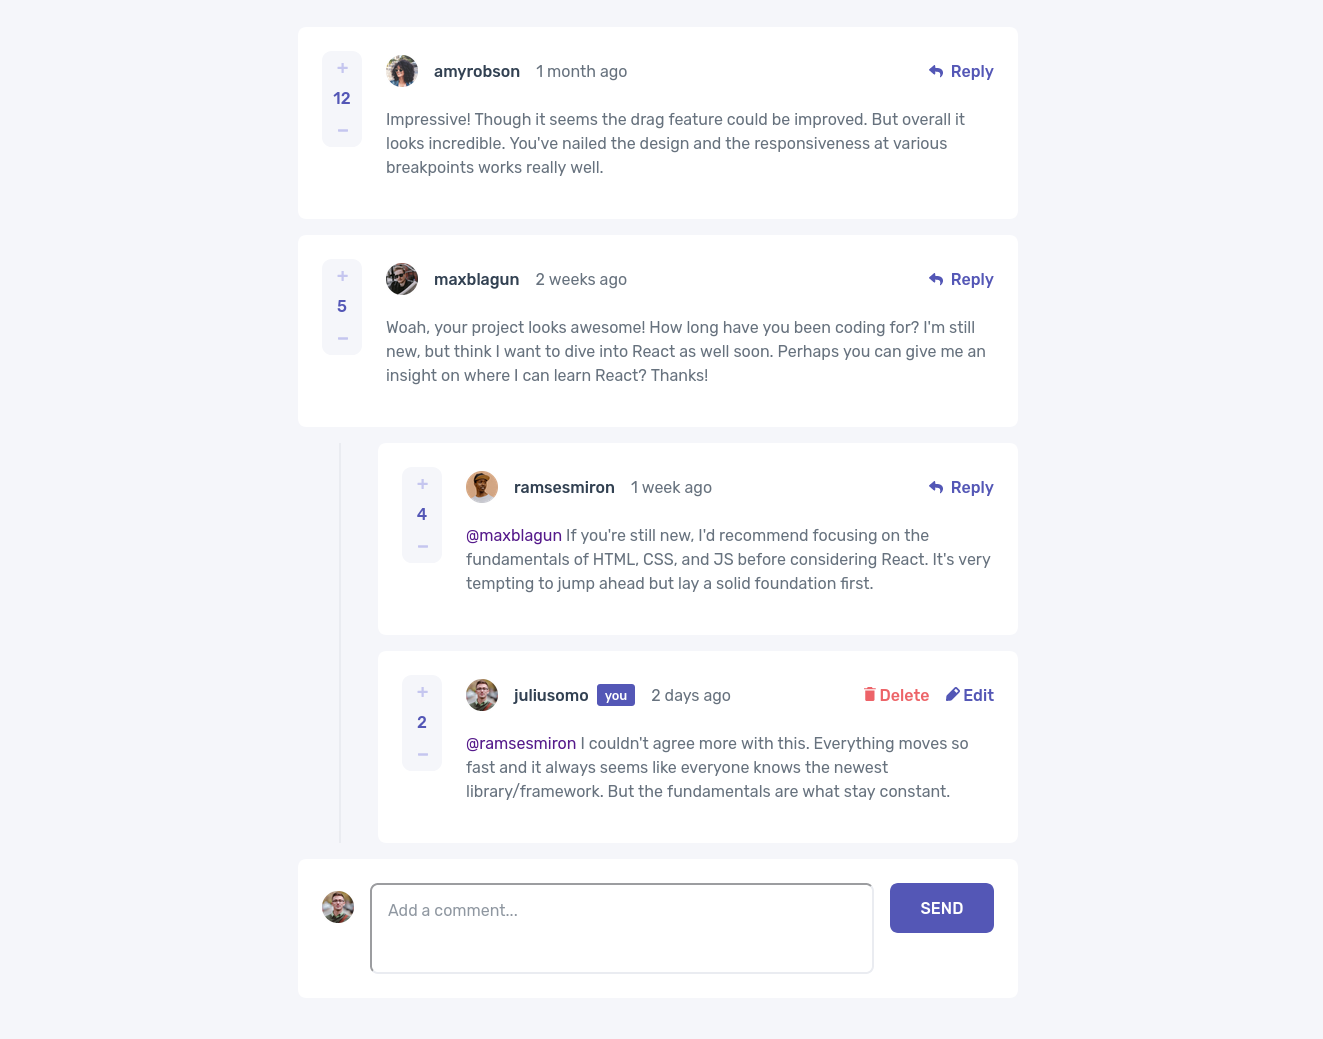 +
12
−
amyrobson 1 month ago Reply
Impressive! Though it seems the drag feature could be improved. But overall it
looks incredible. You've nailed the design and the responsiveness at various
breakpoints works really well.
+
5
−
maxblagun 2 weeks ago Reply
Woah, your project looks awesome! How long have you been coding for? I'm still
new, but think I want to dive into React as well soon. Perhaps you can give me an
insight on where I can learn React? Thanks!
+
4
−
ramsesmiron 1 week ago Reply
@maxblagun If you're still new, I'd recommend focusing on the
fundamentals of HTML, CSS, and JS before considering React. It's very
tempting to jump ahead but lay a solid foundation first.
+
2
−
juliusomo you 2 days ago Delete Edit
@ramsesmiron I couldn't agree more with this. Everything moves so
fast and it always seems like everyone knows the newest
library/framework. But the fundamentals are what stay constant.
Add a comment...
SEND